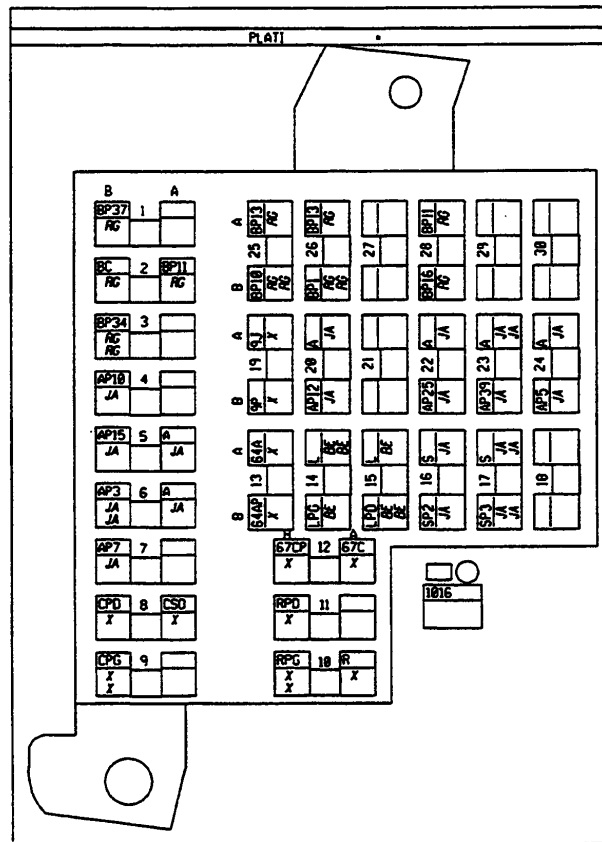 PLATI
B A
BP37 1
RG
BC 2 BP11
RG RG
BP34 3
RG
RG
AP10 4
JA
AP15 5 A
JA JA
AP3 6 A
JA JA
JA
AP7 7
JA
CPD 8 CSO
X X
CPG 9
X
X
A BP13 RG BP13 RG BP11 RG
25 26 27 28 29 30
B BP10 RG RG BP1 RG RG BP16 RG
A 9J X A JA A JA A JA JA A JA
19 20 21 22 23 24
B 9P X AP12 JA AP25 JA AP39 JA AP5 JA
A 64A X L BE BE L BE S JA S JA JA
13 14 15 16 17 18
B 64AP X LPG BE LPD BE BE SP2 JA SP3 JA JA
A
67CP 12 67C
X X
RPD 11
X
RPG 10 R
X X
X
1016